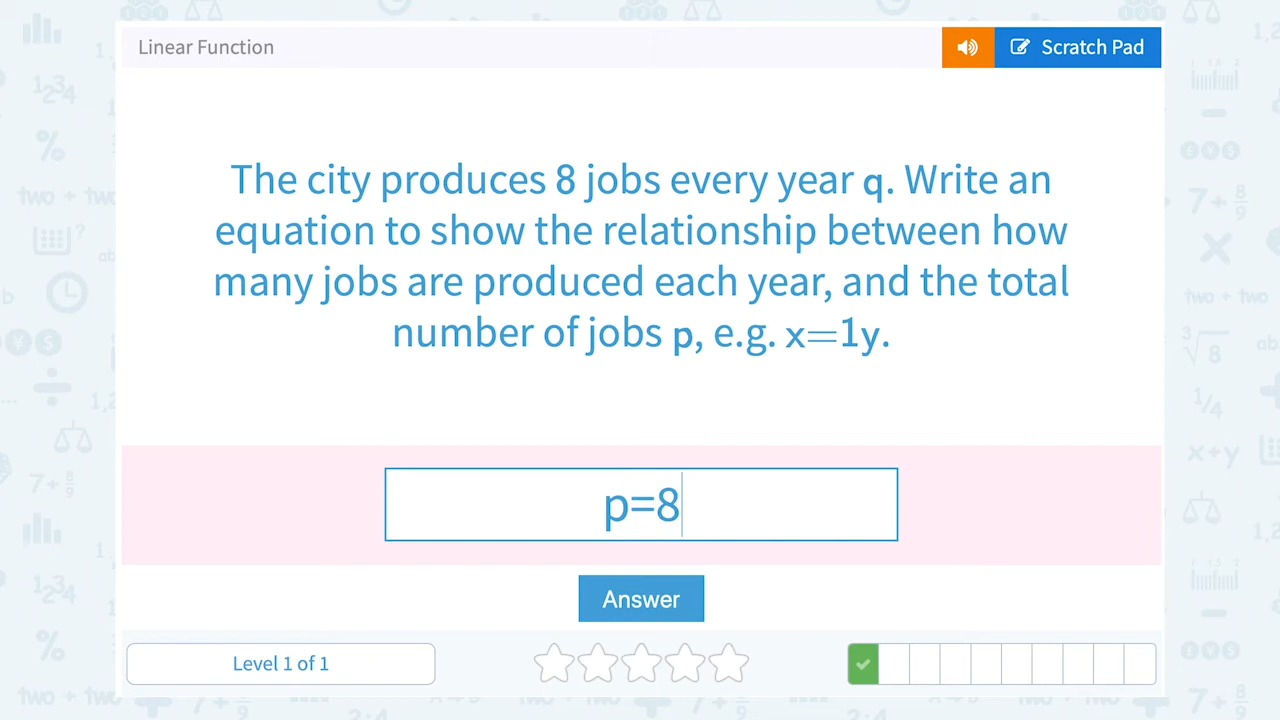 Linear Function
Scratch Pad
The city produces 8 jobs every year q. Write an
equation to show the relationship between how
many jobs are produced each year, and the total
number of jobs p, e.g. x=1y.
p=8
Answer
Level 1 of 1